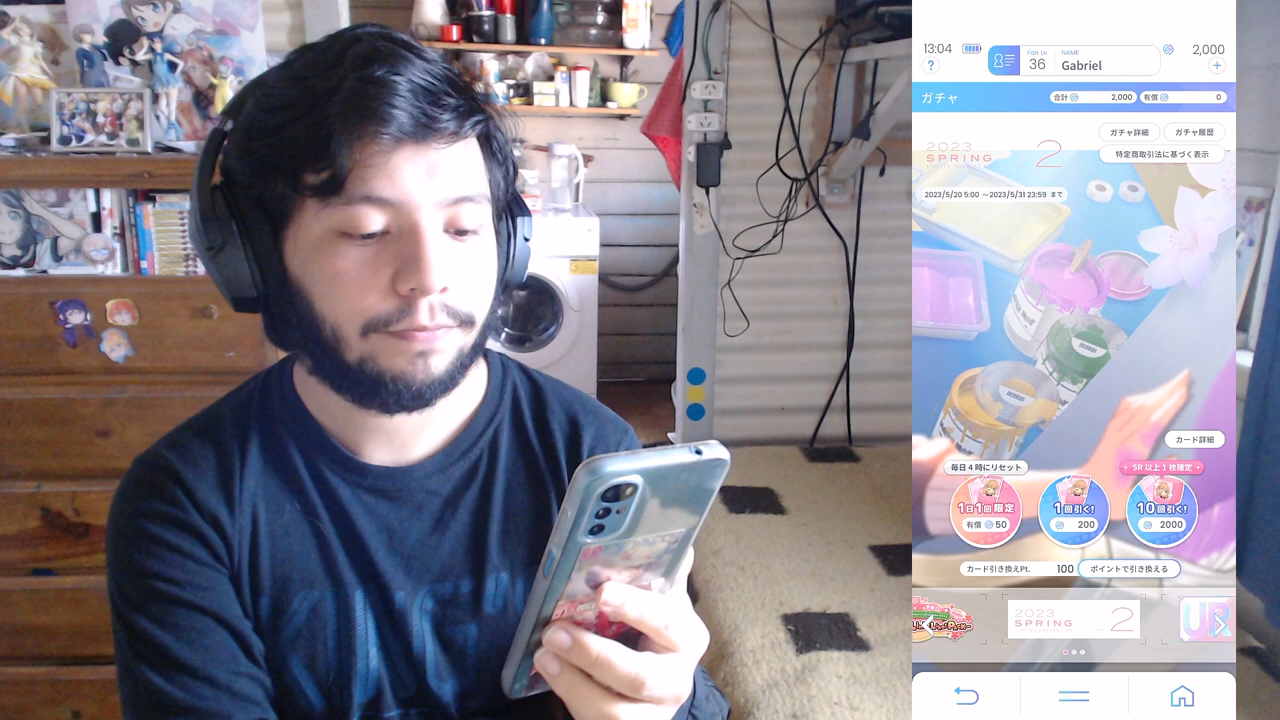 13:04
Fan Lv.
36
NAME
Gabriel
2,000
?
+
ガチャ
合計
2,000
有償
0
ガチャ詳細
ガチャ履歴
特定商取引法に基づく表示
2023
SPRING
2
2023/5/20 5:00 ～2023/5/31 23:59 まで
カード詳細
毎日4時にリセット
SR 以上1枚確定
1日1回限定
有償 50
1回引く!
200
10回引く!
2000
カード引き換えPt.
100
ポイントで引き換える
2023
SPRING
2
UR